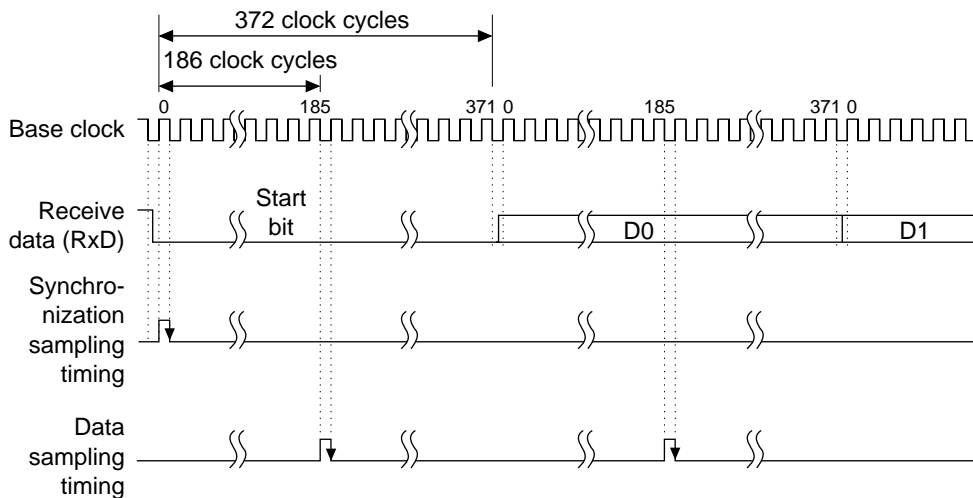 372 clock cycles
186 clock cycles
0 185 371 0 185 371 0
Base clock
Receive
data (RxD)
Start
bit
D0 D1
Synchro-
nization
sampling
timing
Data
sampling
timing